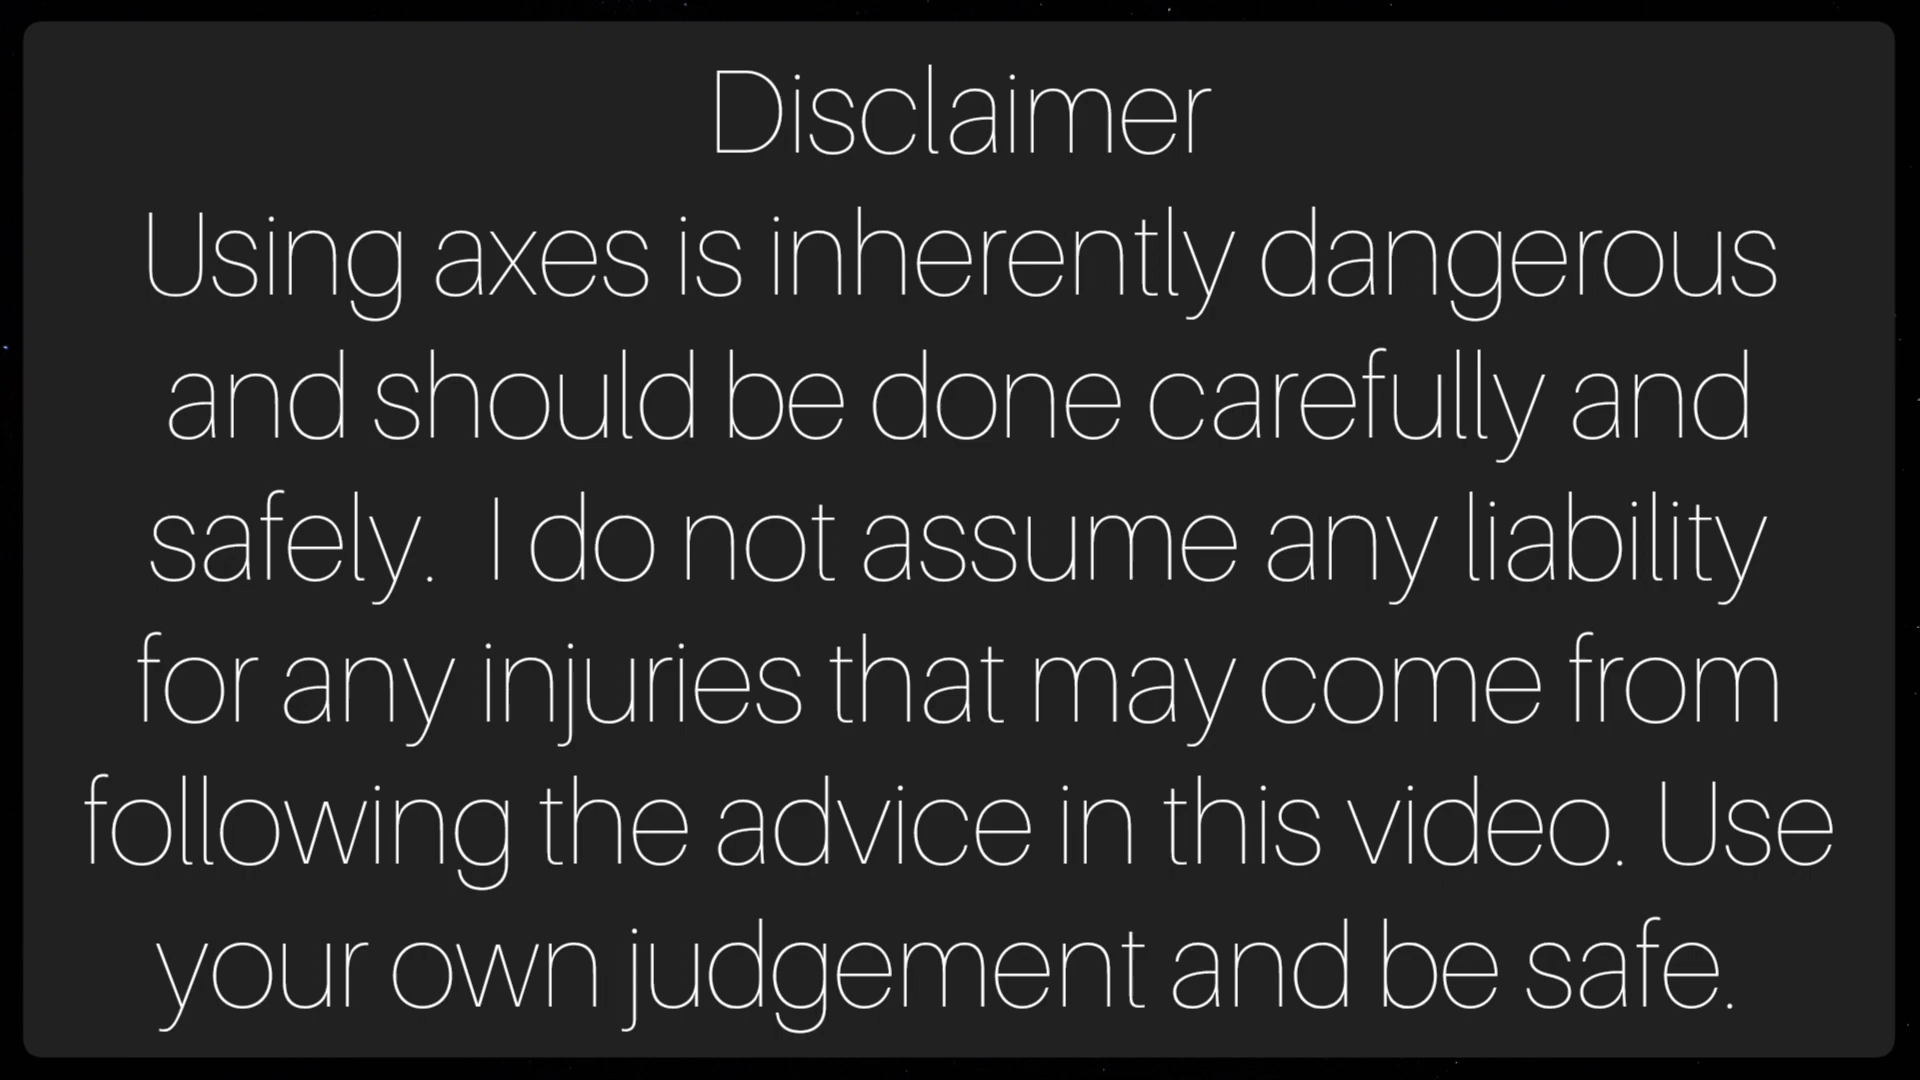 Disclaimer
Using axes is inherently dangerous
and should be done carefully and
safely.  I do not assume any liability
for any injuries that may come from
following the advice in this video. Use
your own judgement and be safe.